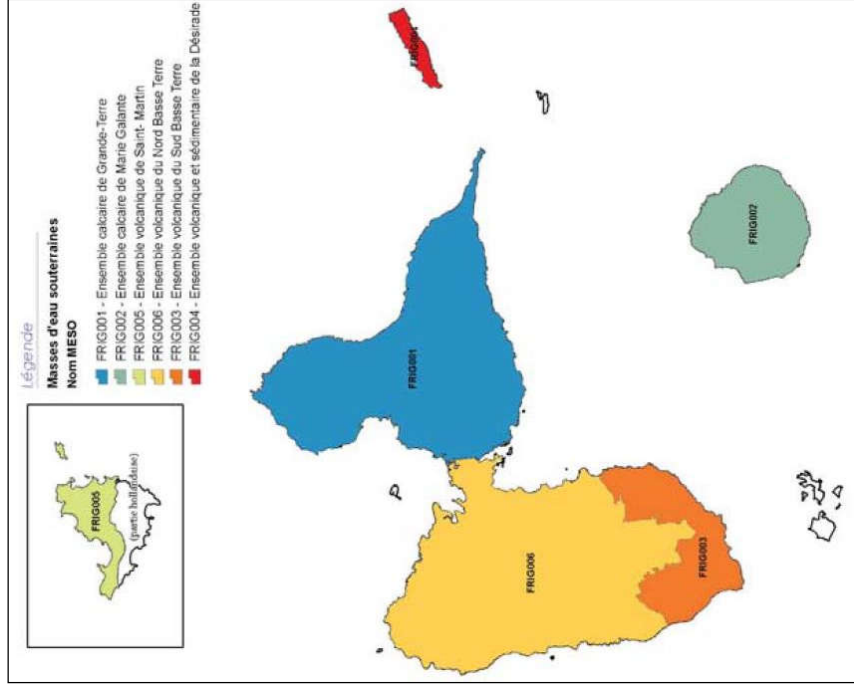 Légende
Masses d'eau souterraines
Nom MESO
FRIG001 - Ensemble calcaire de Grande-Terre
FRIG002 - Ensemble calcaire de Marie Galante
FRIG005 - Ensemble volcanique de Saint- Martin
FRIG006 - Ensemble volcanique du Nord Basse Terre
FRIG003 - Ensemble volcanique du Sud Basse Terre
FRIG004 - Ensemble volcanique et sédimentaire de la Désirade
FRIG005
(partie hollandaise)
FRIG004
FRIG001
FRIG002
FRIG006
FRIG003